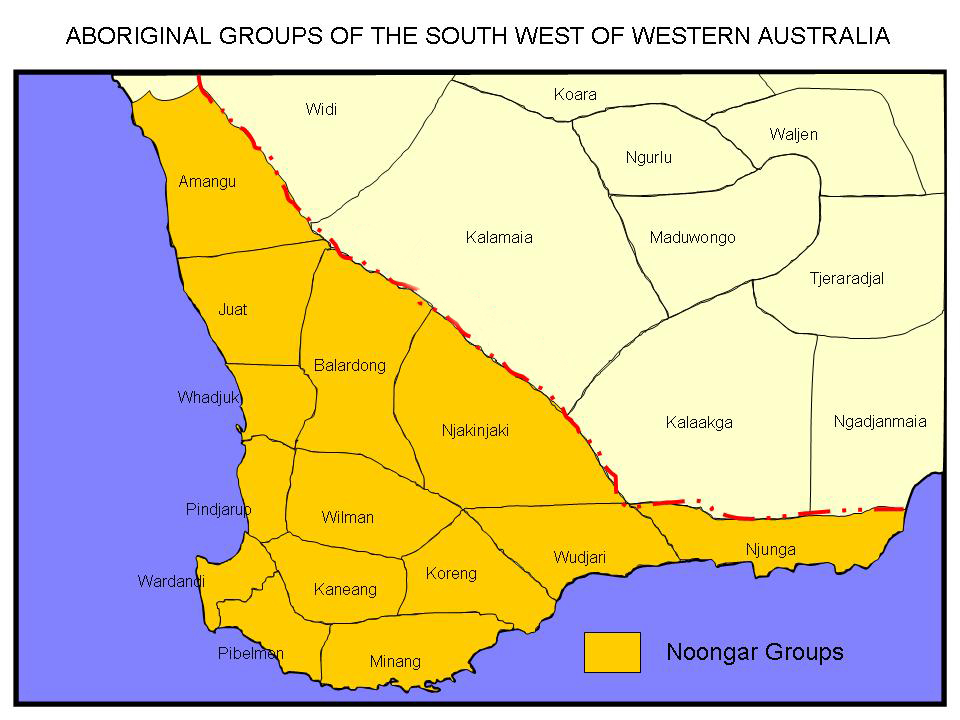 ABORIGINAL GROUPS OF THE SOUTH WEST OF WESTERN AUSTRALIA
Koara
Widi
Waljen
Ngurlu
Amangu
Kalamaia
Maduwongo
Tjeraradjal
Juat
Balardong
Whadjuk
Kalaakga
Ngadjanmaia
Njakinjaki
Pindjarup
Wilman
Njunga
Wudjari
Koreng
Wardandi
Kaneang
Pibelmen
Minang
Noongar Groups